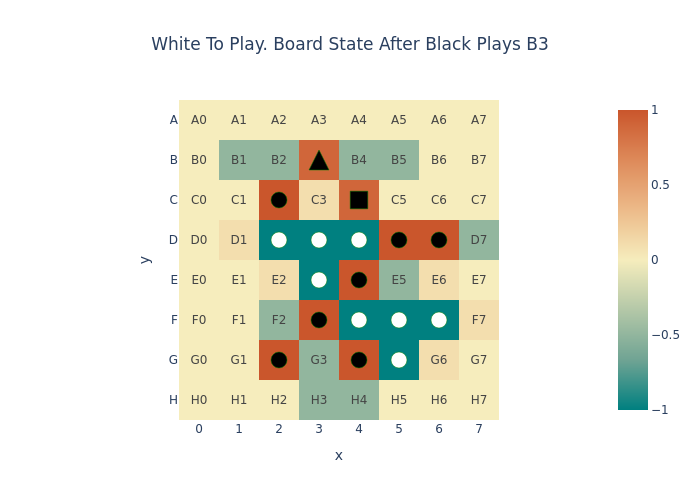 White To Play. Board State After Black Plays B3
A A0 A1 A2 A3 A4 A5 A6 A7 1
B B0 B1 B2 B4 B5 B6 B7
C C0 C1 C3 C5 C6 C7 0.5
D D0 D1 D7
y E E0 E1 E2 E5 E6 E7 0
F F0 F1 F2 F7 −0.5
G G0 G1 G3 G6 G7
H H0 H1 H2 H3 H4 H5 H6 H7 −1
0 1 2 3 4 5 6 7
x